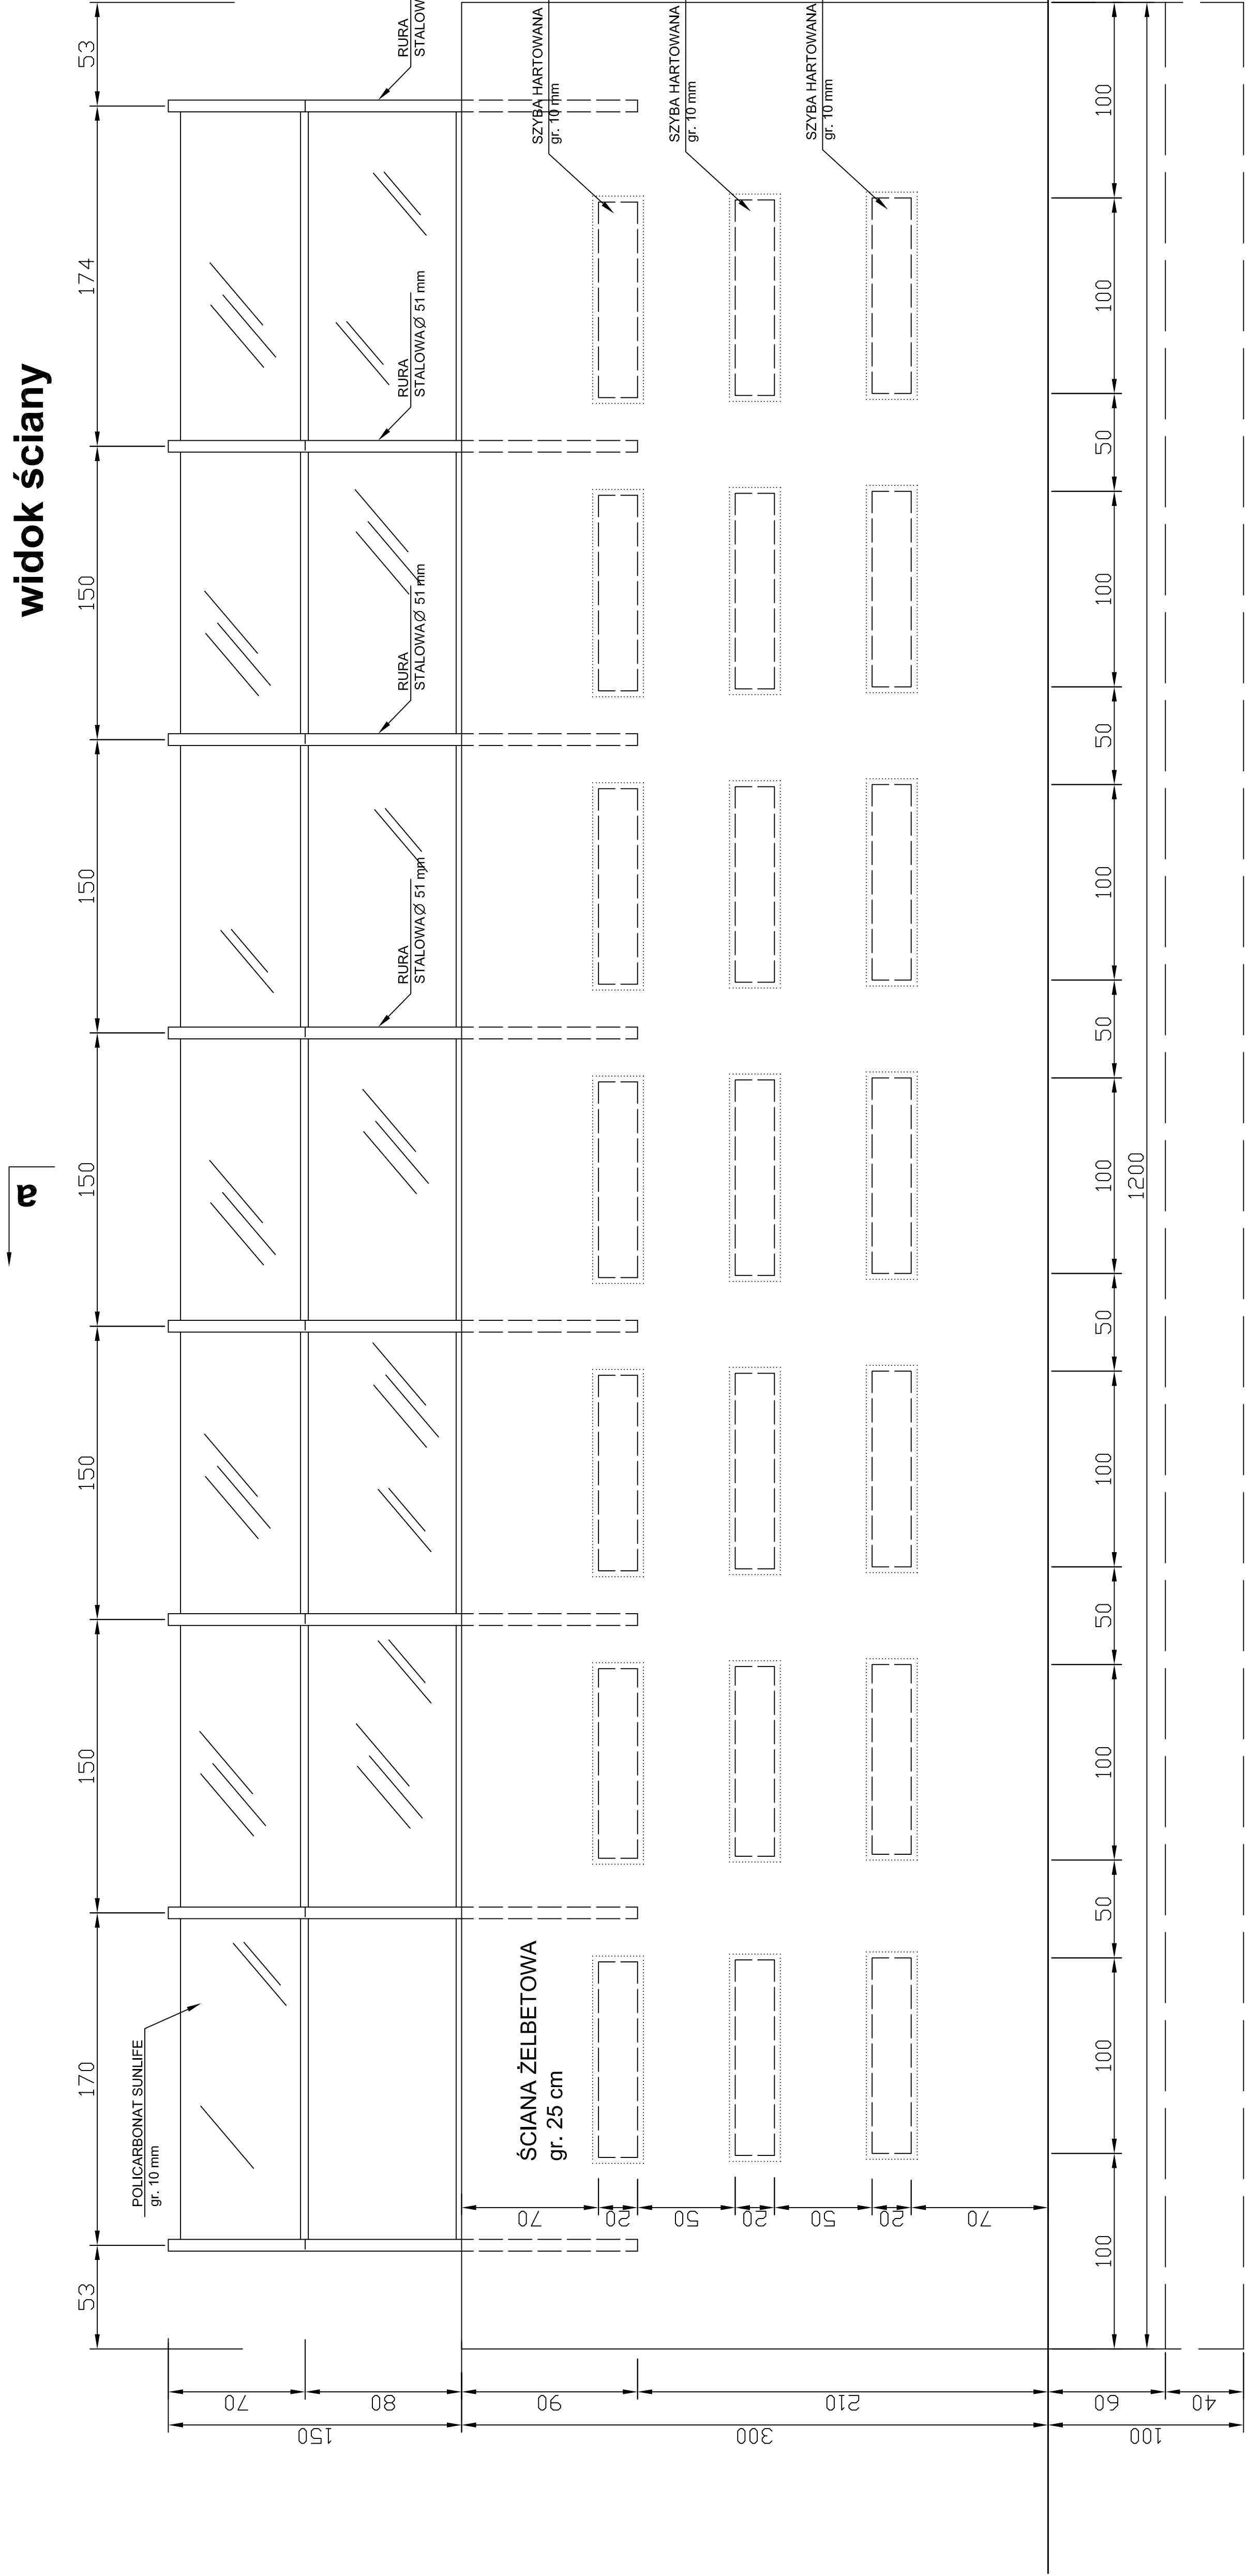 widok ściany
a
53
170
150
150
150
150
150
174
53
POLICARBONAT SUNLIFE
gr. 10 mm
RURA
STALOWAØ 51 mm
RURA
STALOWAØ 51 mm
RURA
STALOWAØ 51 mm
RURA
STALOW
ŚCIANA ŻELBETOWA
gr. 25 cm
SZYBA HARTOWANA
gr. 10 mm
SZYBA HARTOWANA
gr. 10 mm
SZYBA HARTOWANA
gr. 10 mm
70
80
150
90
210
300
60
40
100
70
20
50
20
50
20
70
100
100
50
100
50
100
50
100
50
100
50
100
50
100
100
1200